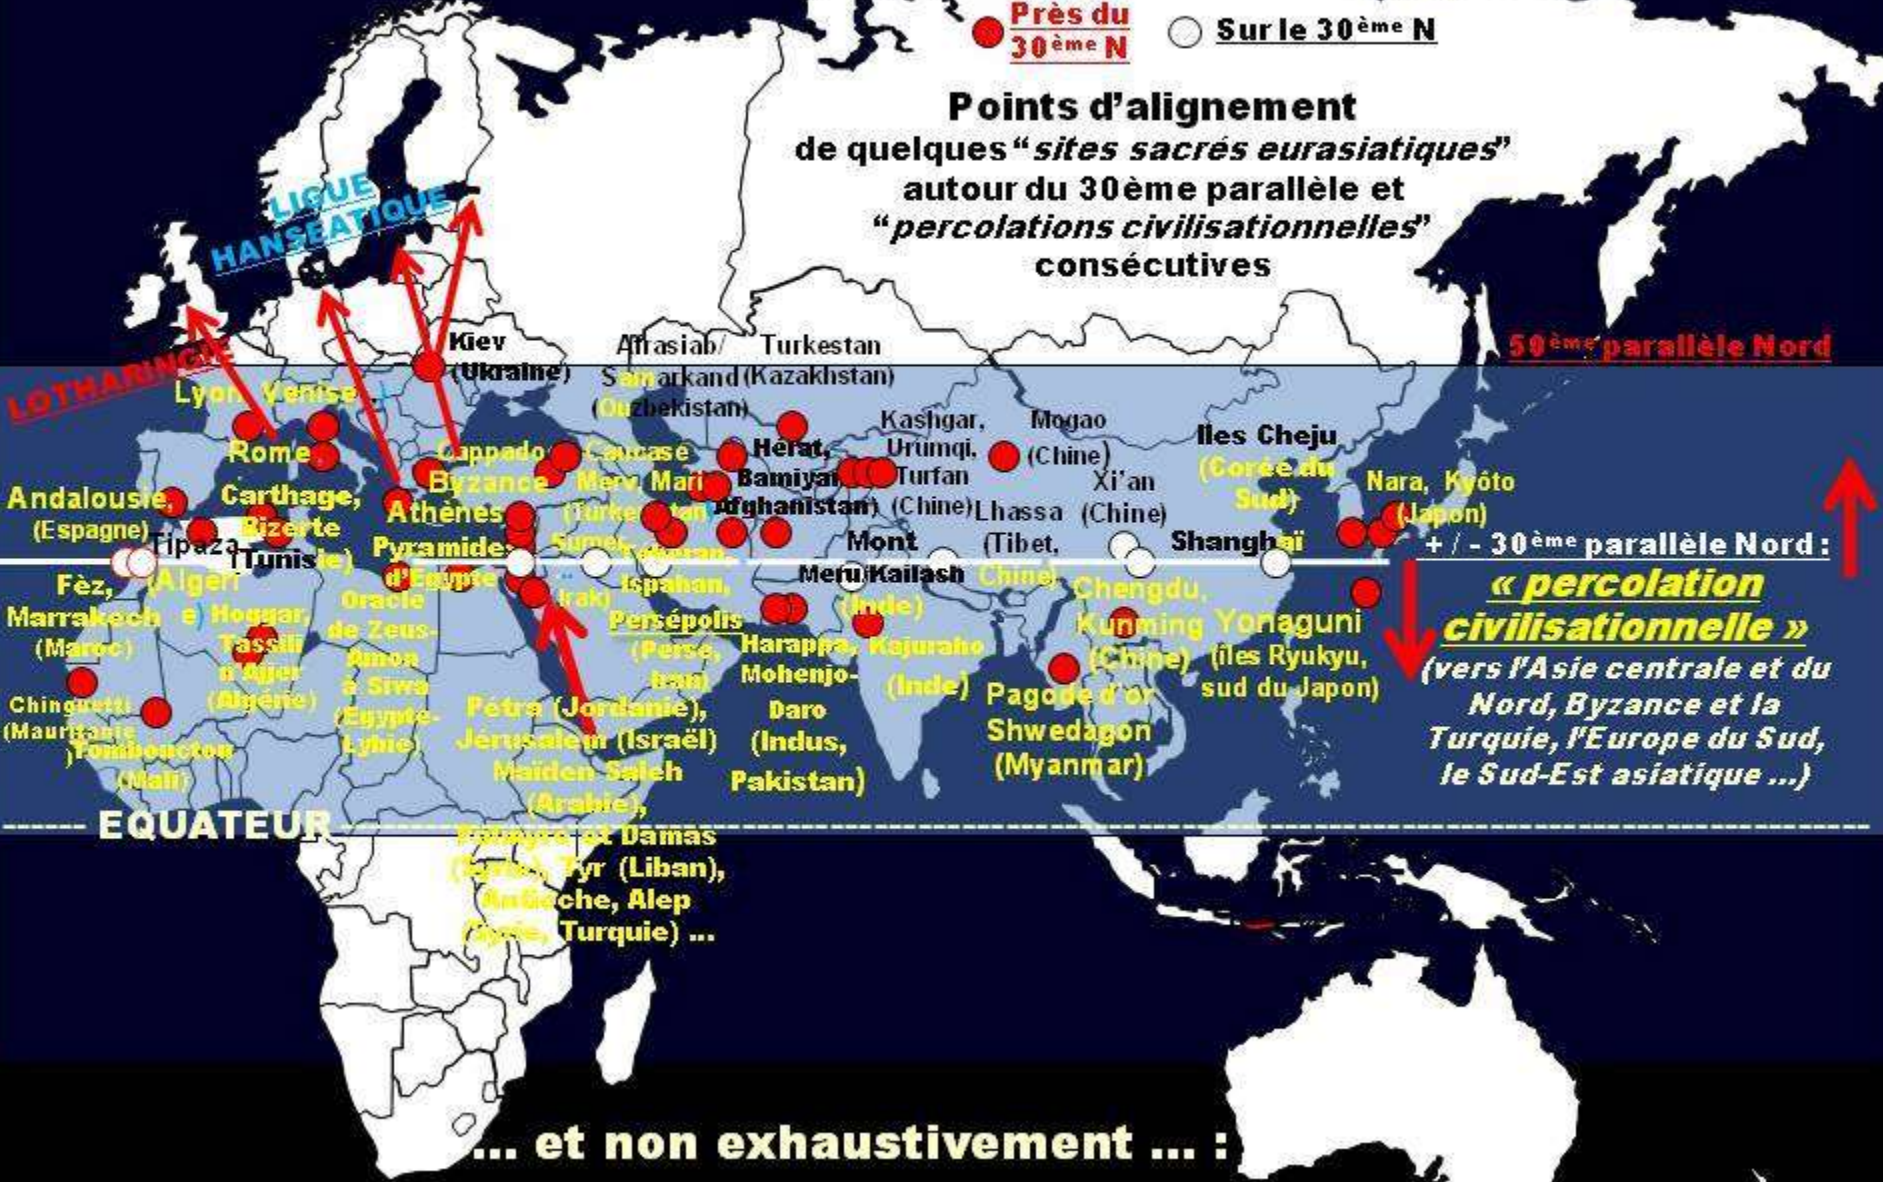 Près du
30ème N
Sur le 30ème N
Points d’alignement
de quelques “sites sacrés eurasiatiques”
autour du 30ème parallèle et
“percolations civilisationnelles”
consécutives
LIGUE
HANSEATIQUE
LOTHARINGIE
50ème parallèle Nord
Kiev
(Ukraine)
Afrasiab/
Samarkand
(Ouzbekistan)
Turkestan
(Kazakhstan)
Lyon, Venise,
Rome,
Kashgar,
Urumqi,
Turfan
(Chine)
Mogao
(Chine)
Iles Cheju
(Corée du
Sud)
Cappado
Byzance
Caucase
Merv, Mari
Hérat,
Bamiyan
Afghanistan)
Andalousie,
(Espagne)
Carthage,
Bizerte
(Tunisie)
Athènes
Xi’an
(Chine)
Nara, Kyôto
(Japon)
Tipaza
(Algeri
e)
Pyramides
d’Egypte
Sumer
Irak)
Ispahan,
Persépolis
(Perse,
Iran)
Mont
Meru/Kailash
(Inde)
Lhassa
(Tibet,
Chine)
Shanghaï
+ / - 30ème parallèle Nord :
« percolation
civilisationnelle »
(vers l’Asie centrale et du
Nord, Byzance et la
Turquie, l’Europe du Sud,
le Sud-Est asiatique ...)
Fèz,
Marrakech
(Maroc)
Hoggar,
Tassili
n’Ajjer
(Algérie)
Oracle
de Zeus-
Amon
à Siwa
(Egypte-
Lybie)
Chengdu,
Kunming
(Chine)
Yonaguni
(îles Ryukyu,
sud du Japon)
Harappa,
Mohenjo-
Daro
(Indus,
Pakistan)
Kajuraho
(Inde)
Pagode d’or
Shwedagon
(Myanmar)
Chinguetti
(Mauritanie
)
Tombouctou
(Mali)
Pétra (Jordanie),
Jérusalem (Israël)
Maïden Saleh
(Arabie),
Palmyre et Damas
(Syrie), Tyr (Liban),
Antioche, Alep
(Syrie, Turquie) ...
------ EQUATEUR
... et non exhaustivement ... :